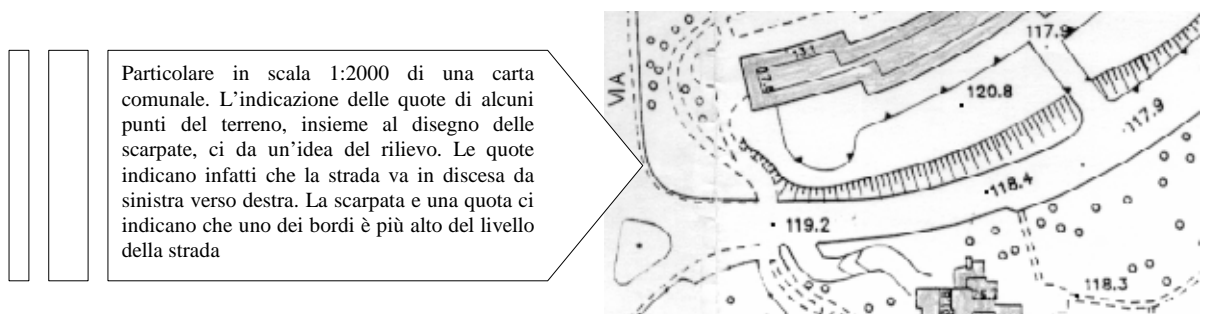 Particolare in scala 1:2000 di una carta
comunale. L'indicazione delle quote di alcuni
punti del terreno, insieme al disegno delle
scarpate, ci da un'idea del rilievo. Le quote
indicano infatti che la strada va in discesa da
sinistra verso destra. La scarpata e una quota ci
indicano che uno dei bordi è più alto del livello
della strada
VIA
117.9
13.1
120.8
117.9
118.4
119.2
118.3